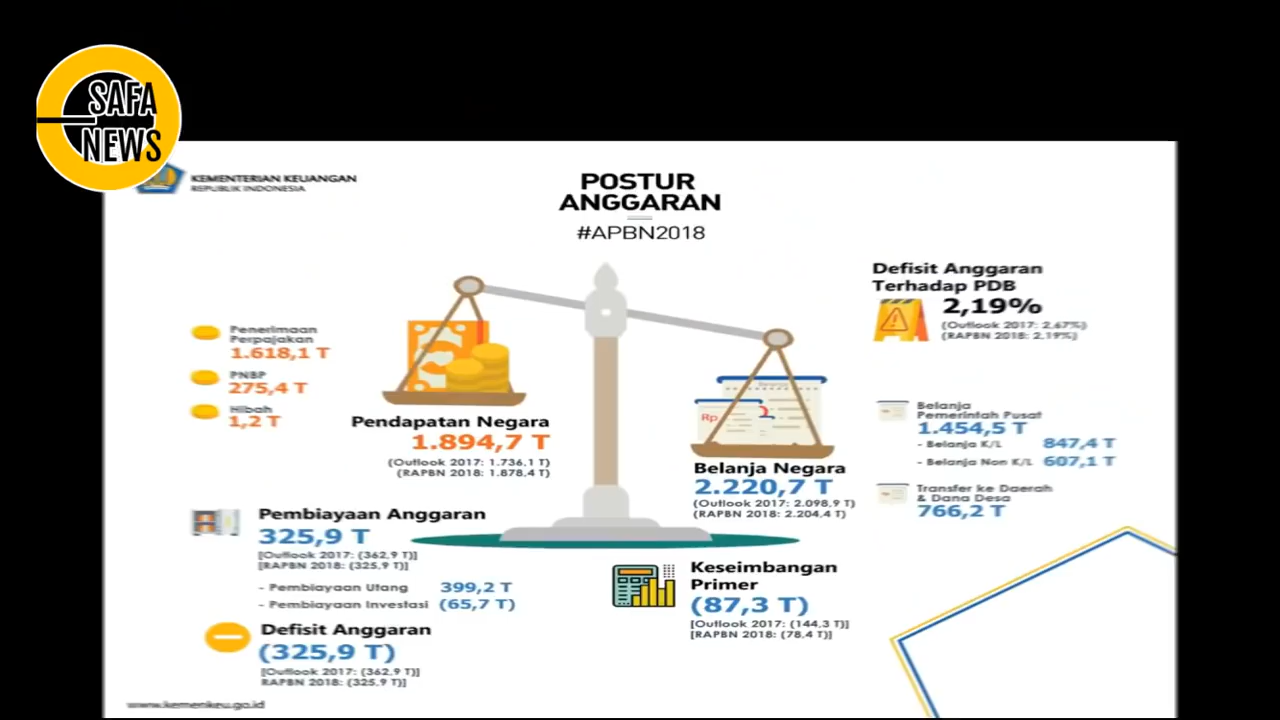 SAFA
NEWS
KEMENTERIAN KEUANGAN
REPUBLIK INDONESIA
POSTUR
ANGGARAN
#APBN2018
Defisit Anggaran
Terhadap PDB
2,19%
(Outlook 2017: 2,67%)
(RAPBN 2018: 2,19%)
Penerimaan
Perpajakan
1.618,1 T
PNBP
275,4 T
Hibah
1,2 T
Pendapatan Negara
1.894,7 T
(Outlook 2017: 1.736,1 T)
(RAPBN 2018: 1.878,4 T)
Belanja
Rp
Belanja Negara
2.220,7 T
(Outlook 2017: 2.098,9 T)
(RAPBN 2018: 2.204,4 T)
Belanja
Pemerintah Pusat
1.454,5 T
- Belanja K/L 847,4 T
- Belanja Non K/L 607,1 T
Transfer ke Daerah
& Dana Desa
766,2 T
Pembiayaan Anggaran
325,9 T
[Outlook 2017: (362,9 T)]
[RAPBN 2018: (325,9 T)]
- Pembiayaan Utang 399,2 T
- Pembiayaan Investasi (65,7 T)
Defisit Anggaran
(325,9 T)
[Outlook 2017: (362,9 T)]
RAPBN 2018: (325,9 T)]
Keseimbangan
Primer
(87,3 T)
[Outlook 2017: (144,3 T)]
[RAPBN 2018: (78,4 T)]
www.kemenkeu.go.id